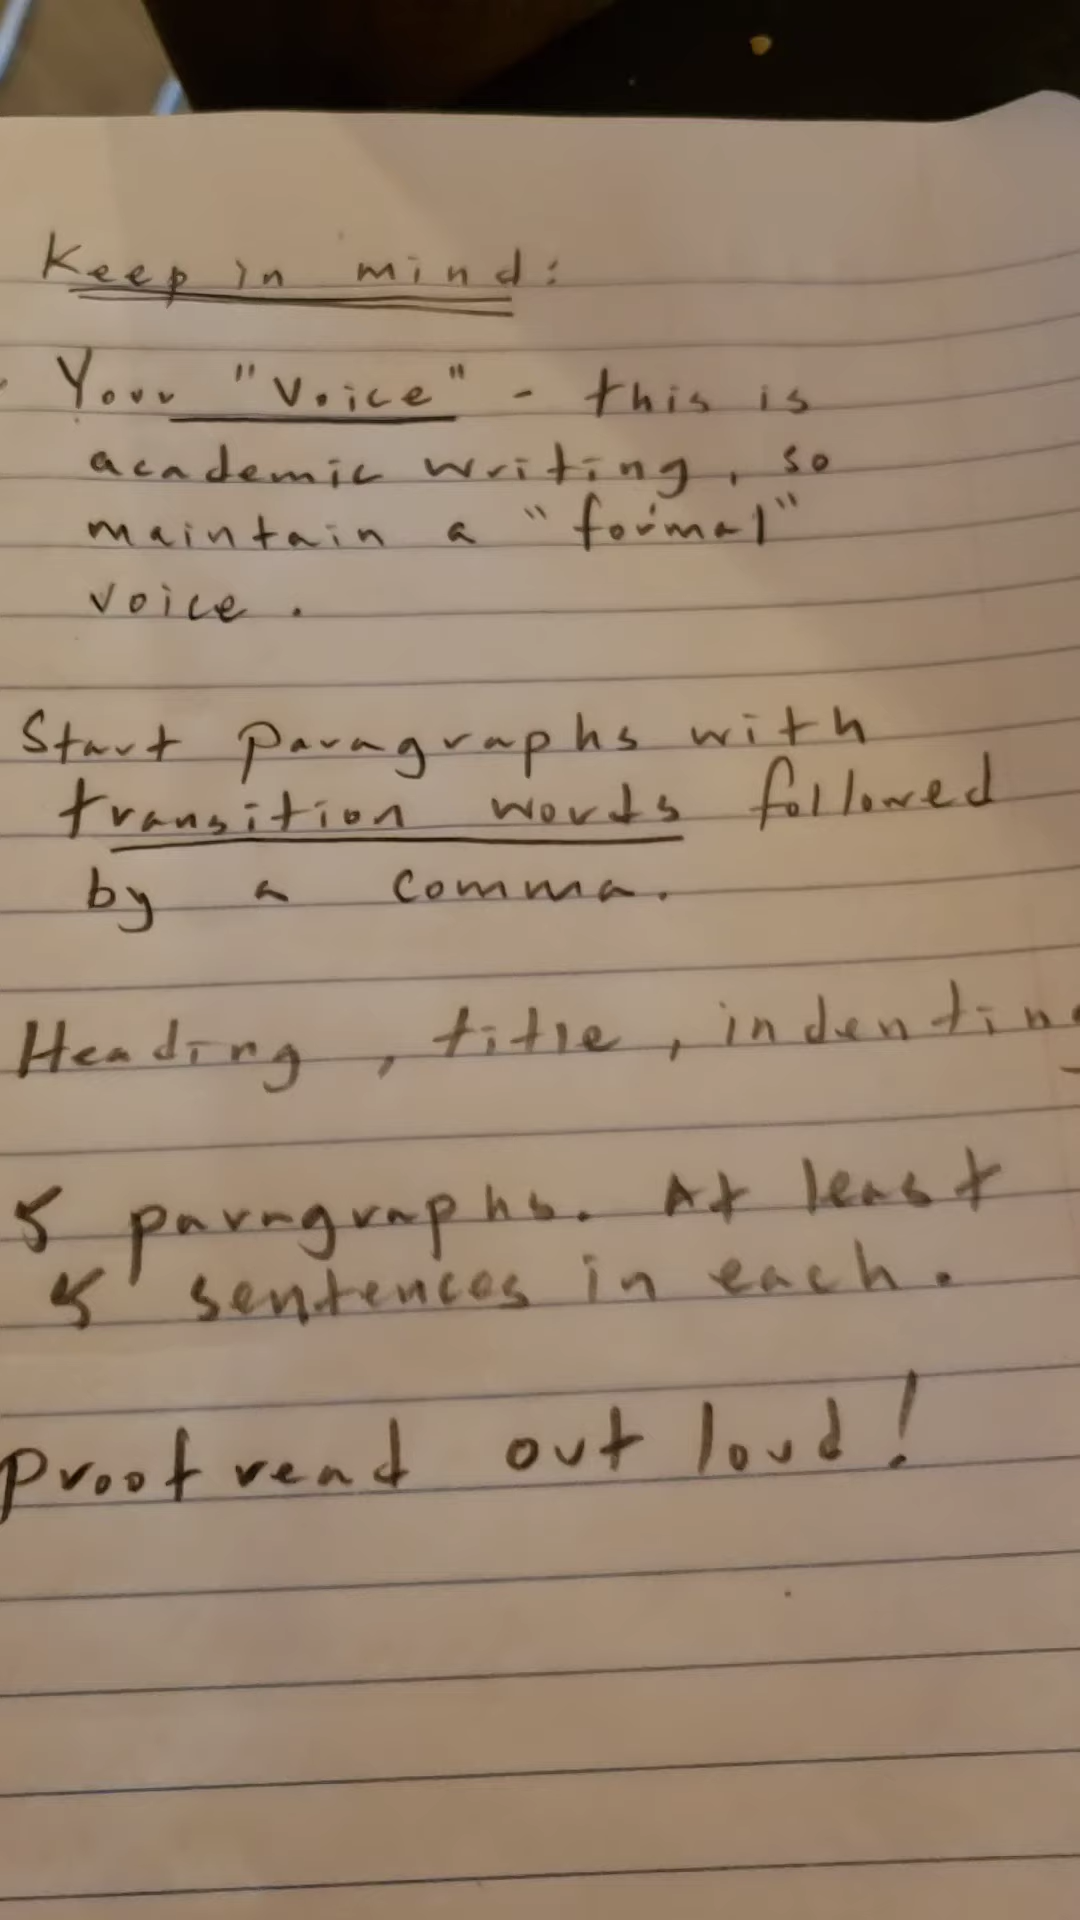 Keep in mind:
Your "Voice" - this is
academic writing, so
maintain a "formal"
voice.
Start paragraphs with
transition words followed
by a comma.
Heading, title, indenting
5 paragraphs. At least
5 sentences in each.
Proofread out loud!